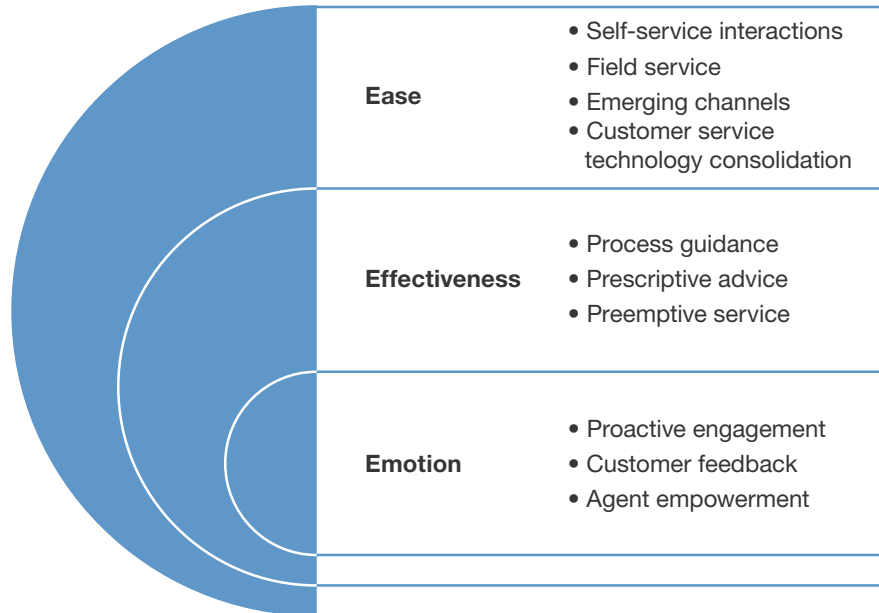 Ease
• Self-service interactions
• Field service
• Emerging channels
• Customer service
technology consolidation
Effectiveness
• Process guidance
• Prescriptive advice
• Preemptive service
Emotion
• Proactive engagement
• Customer feedback
• Agent empowerment